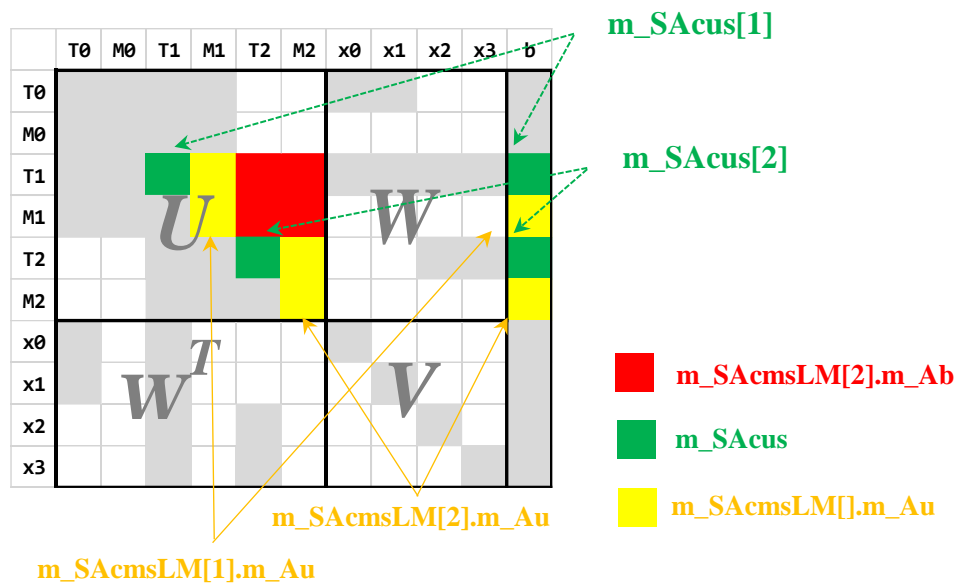 m_SAcus[1]
T0 M0 T1 M1 T2 M2 x0 x1 x2 x3 b
T0
M0
T1
m_SAcus[2]
M1
U
W
T2
M2
x0
T
x1
W
V
m_SAcmsLM[2].m_Ab
x2
m_SAcus
x3
m_SAcmsLM[2].m_Au
m_SAcmsLM[].m_Au
m_SAcmsLM[1].m_Au